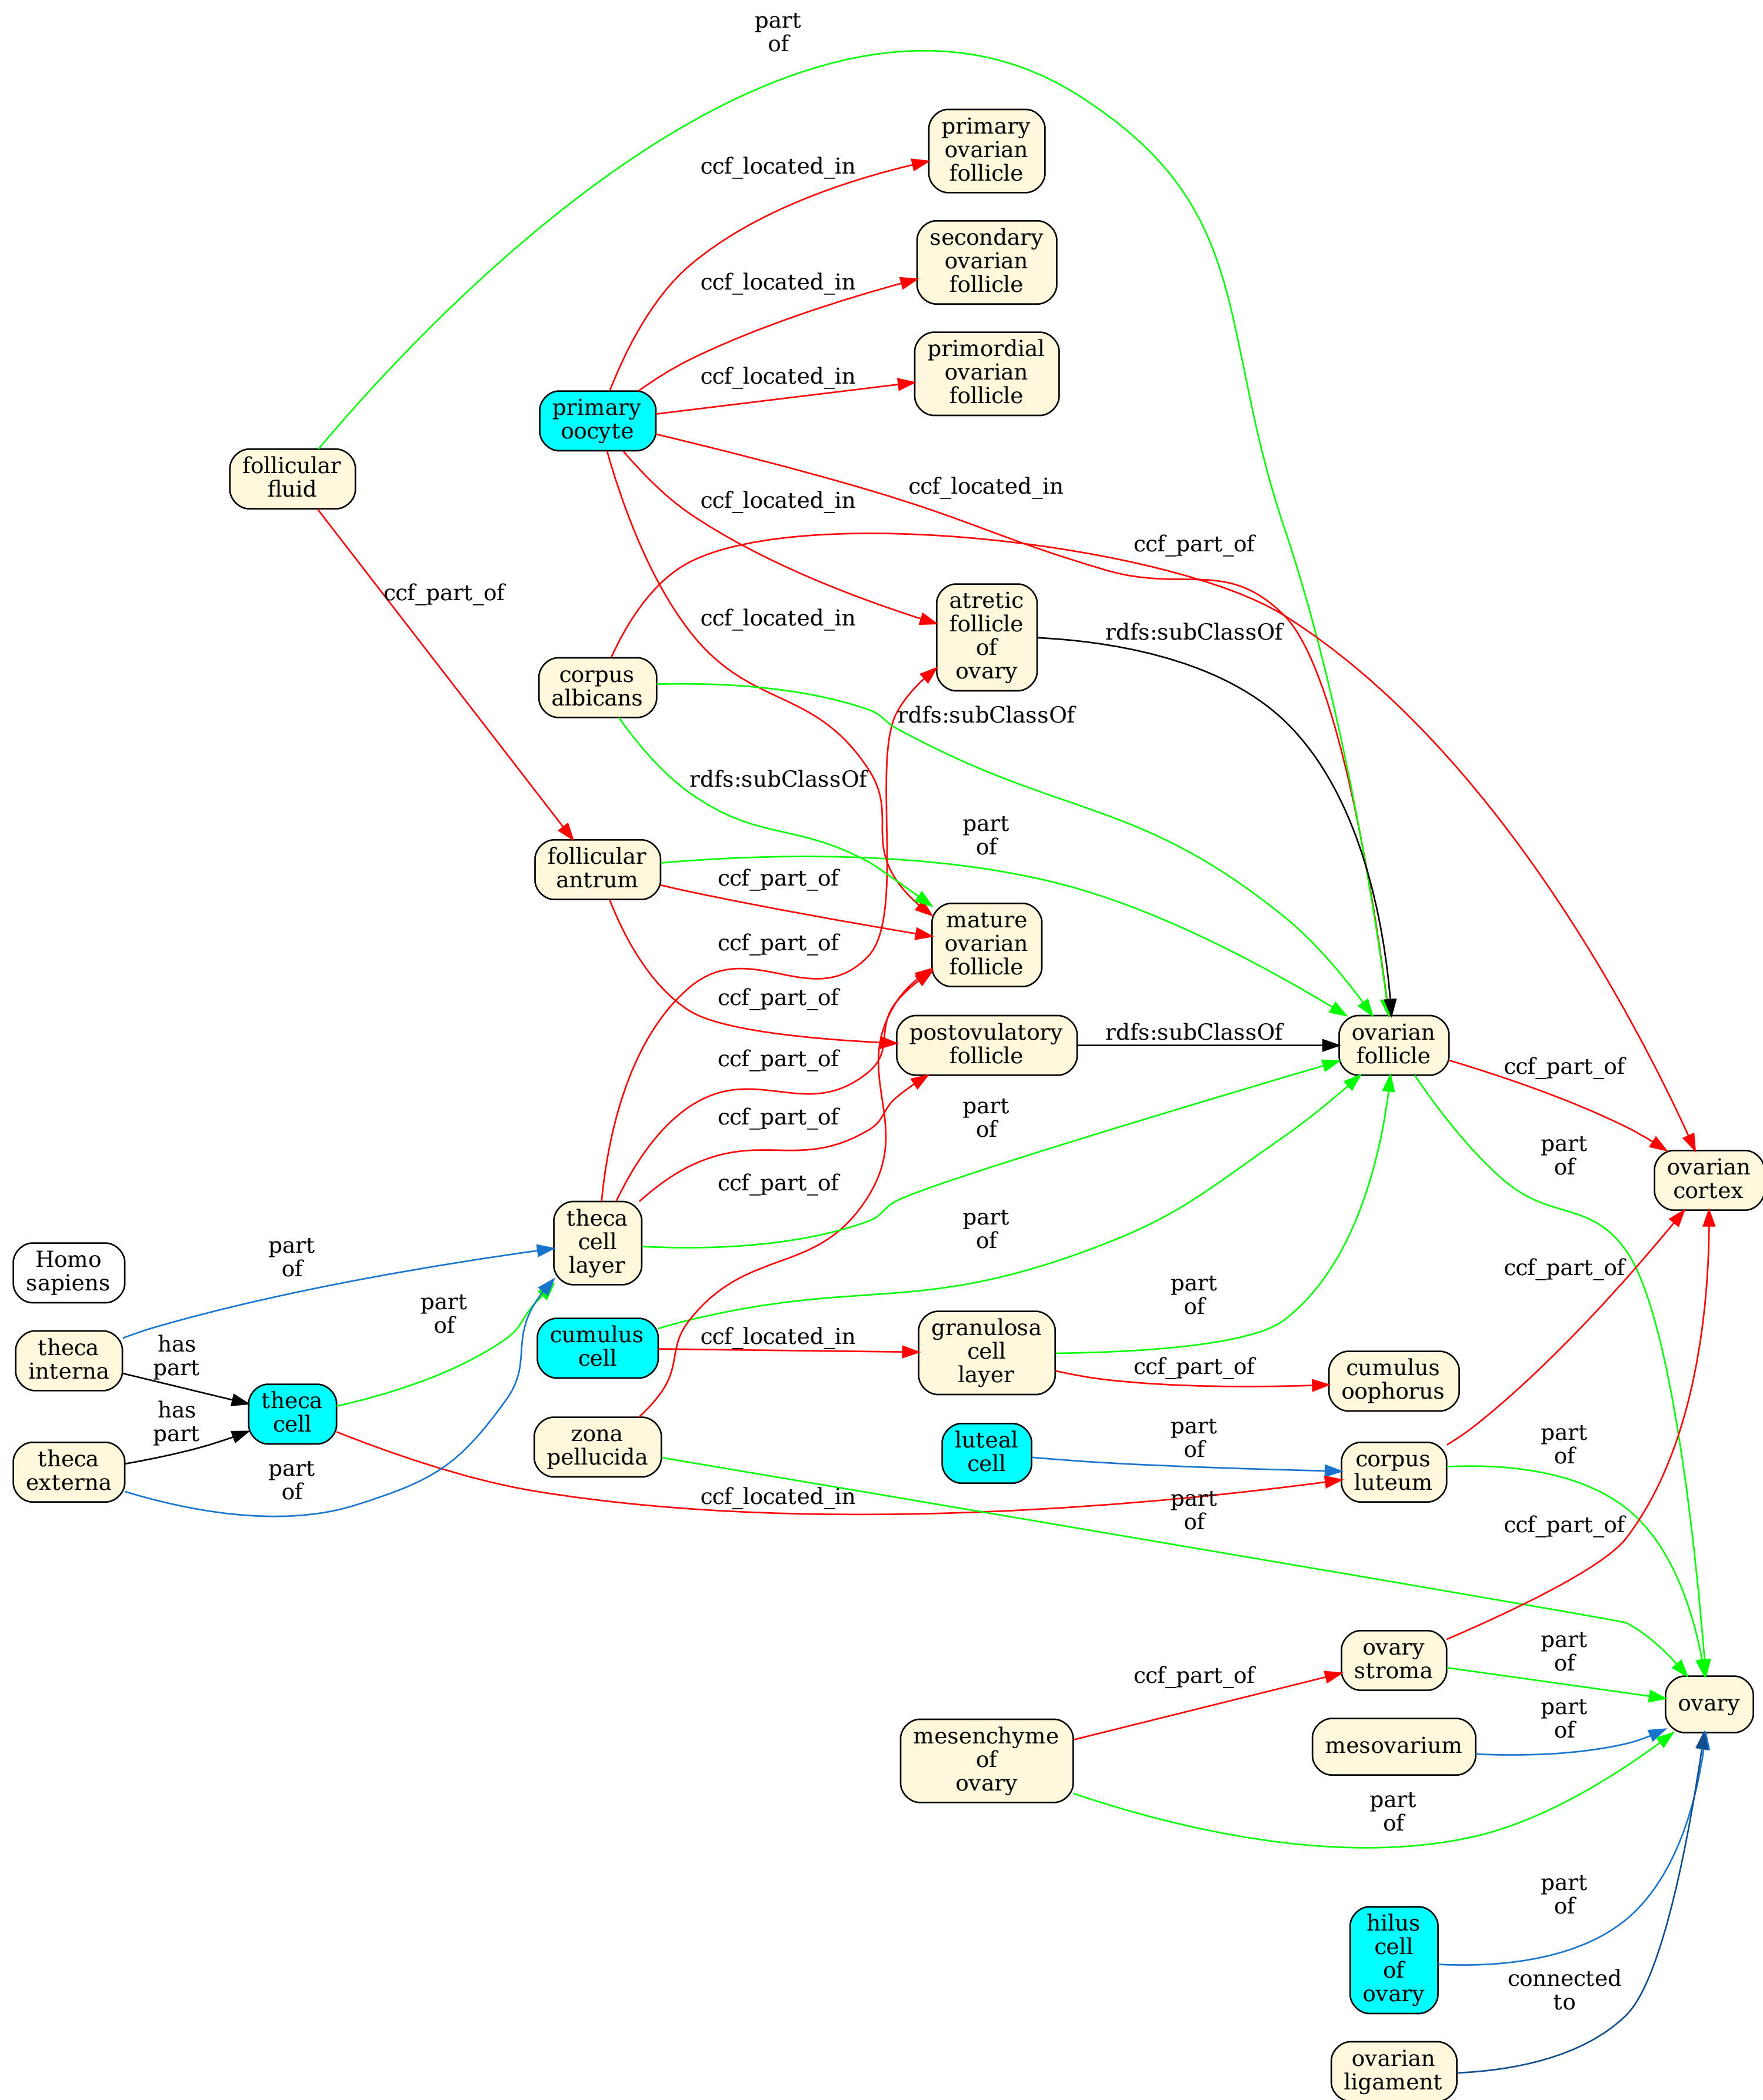 part
of
primary
ovarian
follicle
ccf_located_in
secondary
ovarian
follicle
ccf_located_in
primordial
ovarian
follicle
ccf_located_in
primary
oocyte
follicular
fluid
ccf_located_in
ccf_located_in
ccf_part_of
ccf_part_of
atretic
follicle
of
ovary
ccf_located_in
rdfs:subClassOf
corpus
albicans
rdfs:subClassOf
rdfs:subClassOf
part
of
follicular
antrum
ccf_part_of
mature
ovarian
follicle
ccf_part_of
ccf_part_of
postovulatory
follicle
rdfs:subClassOf
ovarian
follicle
ccf_part_of
ccf_part_of
ccf_part_of
part
of
part
of
ovarian
cortex
ccf_part_of
theca
cell
layer
part
of
Homo
sapiens
part
of
ccf_part_of
part
of
part
of
theca
interna
has
part
cumulus
cell
ccf_located_in
granulosa
cell
layer
ccf_part_of
cumulus
oophorus
theca
cell
has
part
theca
externa
part
of
zona
pellucida
luteal
cell
part
of
corpus
luteum
part
of
ccf_located_in
part
of
ccf_part_of
ovary
stroma
part
of
ccf_part_of
ovary
mesenchyme
of
ovary
mesovarium
part
of
part
of
part
of
hilus
cell
of
ovary
connected
to
ovarian
ligament